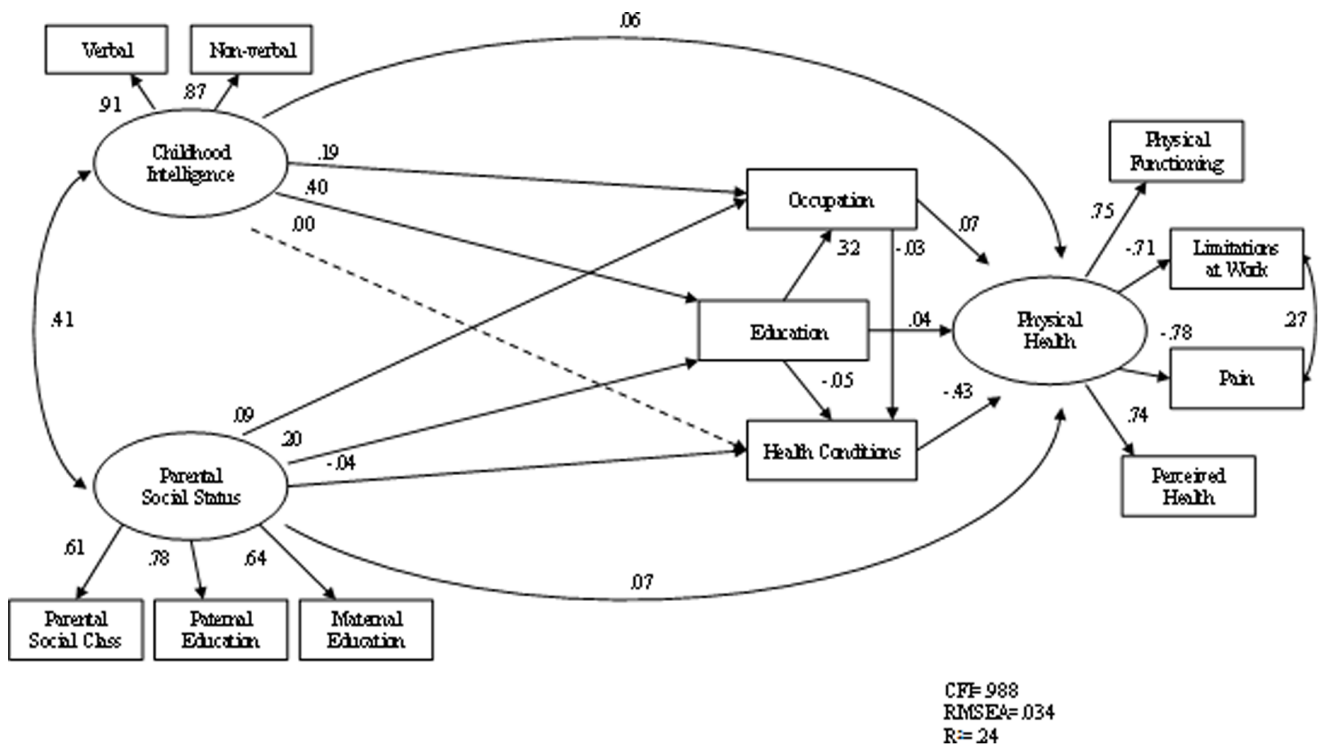 .06
Verbal
Non-verbal
.91
.87
Childhood
Intelligence
Physical
Functioning
.19
.40
.00
Occupation
.07
.75
.32
-.03
-.71
Limitations
at Work
.41
Education
.04
Physical
Health
.27
-.78
-.05
-.43
Pain
.09
.20
-.04
.74
Health Conditions
Parental
Social Status
Perceived
Health
.61
.78
.64
.07
Parental
Social Class
Paternal
Education
Maternal
Education
CFI=.988
RMSEA=.034
R²=.24